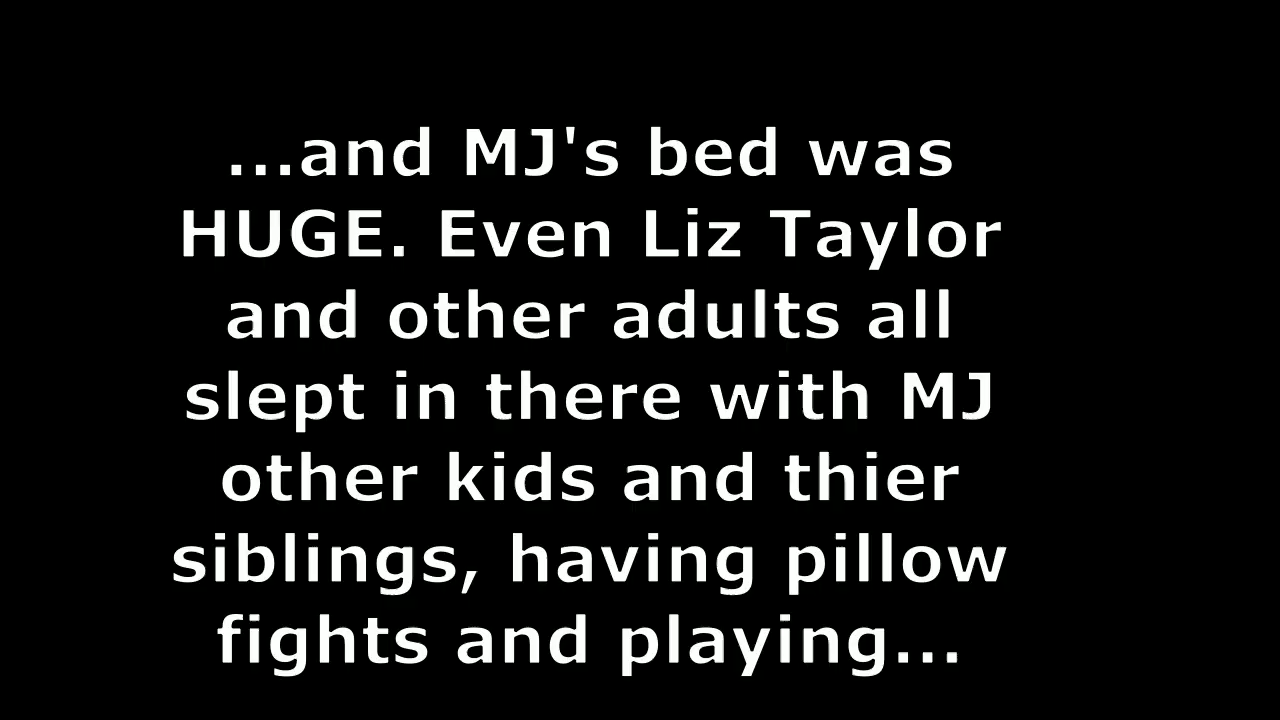 ...and MJ's bed was
HUGE. Even Liz Taylor
and other adults all
slept in there with MJ
other kids and thier
siblings, having pillow
fights and playing...